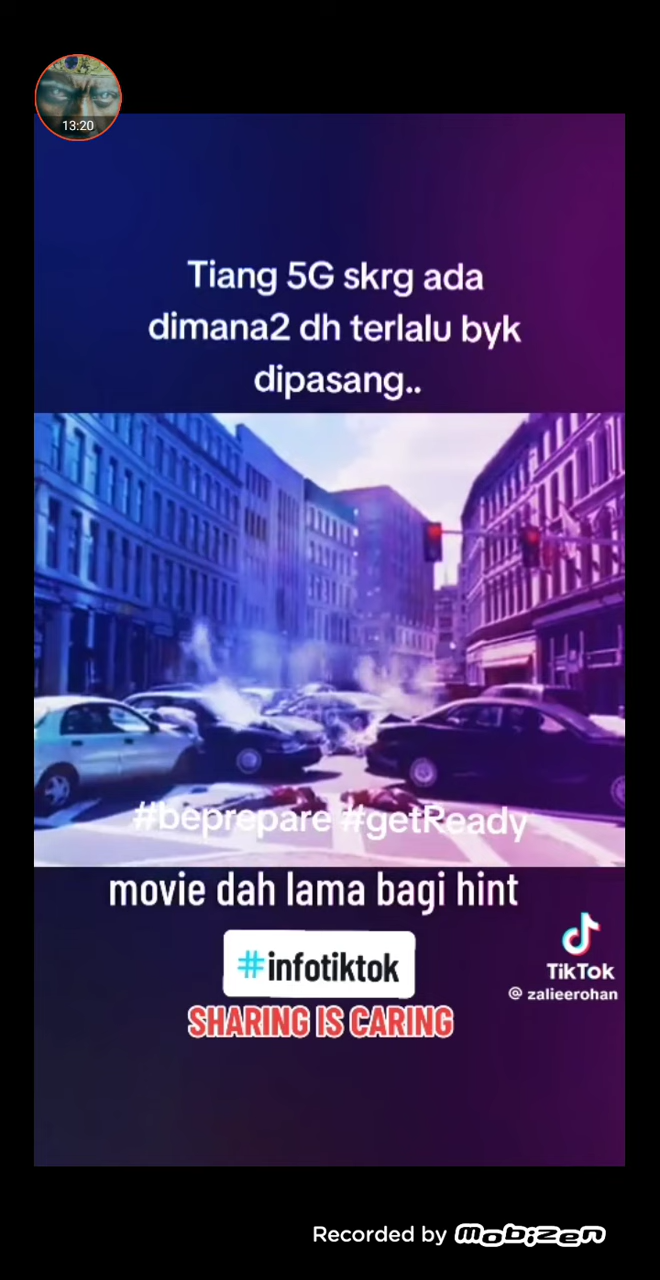 13:20
Tiang 5G skrg ada
dimana2 dh terlalu byk
dipasang..
#beprepare #getReady
movie dah lama bagi hint
#infotiktok
TikTok
@ zalieerohan
SHARING IS CARING
Recorded by mobizen